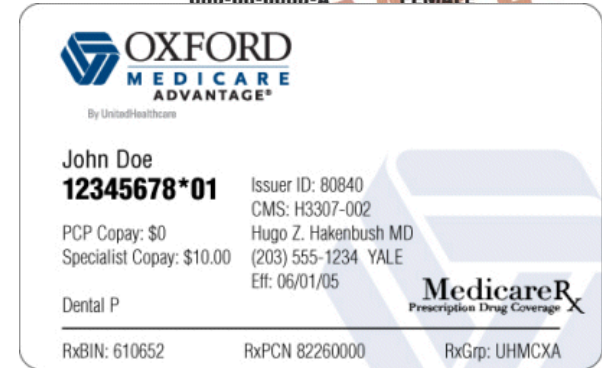 OXFORD
MEDICARE
ADVANTAGE®
By UnitedHealthcare
John Doe
12345678*01
PCP Copay: $0
Specialist Copay: $10.00
Dental P
Issuer ID: 80840
CMS: H3307-002
Hugo Z. Hakenbush MD
(203) 555-1234 YALE
Eff: 06/01/05
MedicareRx
Prescription Drug Coverage
RxBIN: 610652 RxPCN 82260000 RxGrp: UHMCXA